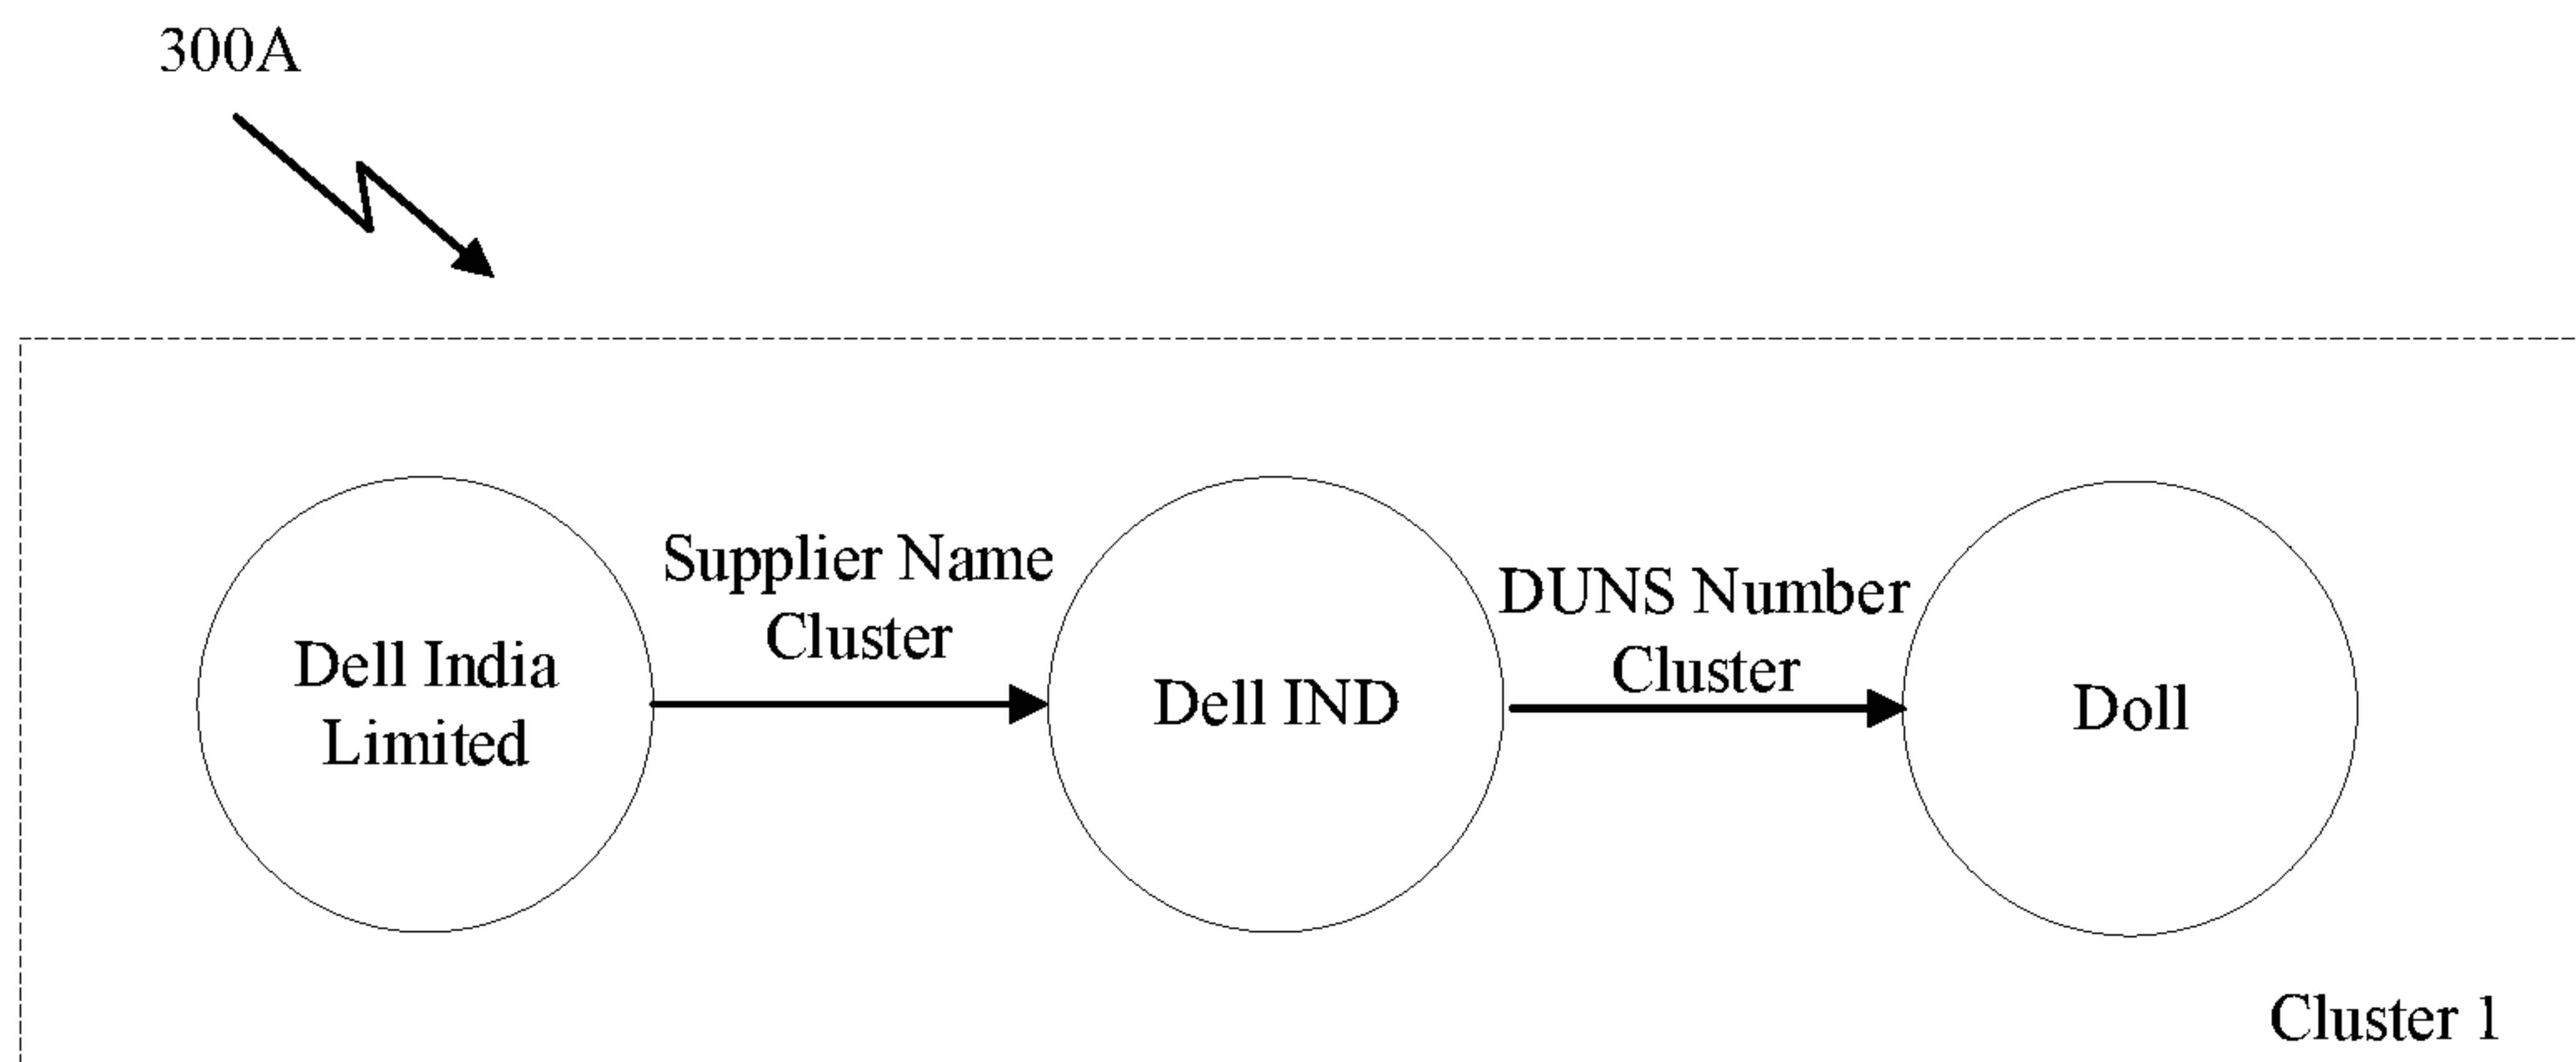 300A
Supplier Name
Cluster
DUNS Number
Cluster
Dell India
Limited
Dell IND
Doll
Cluster 1